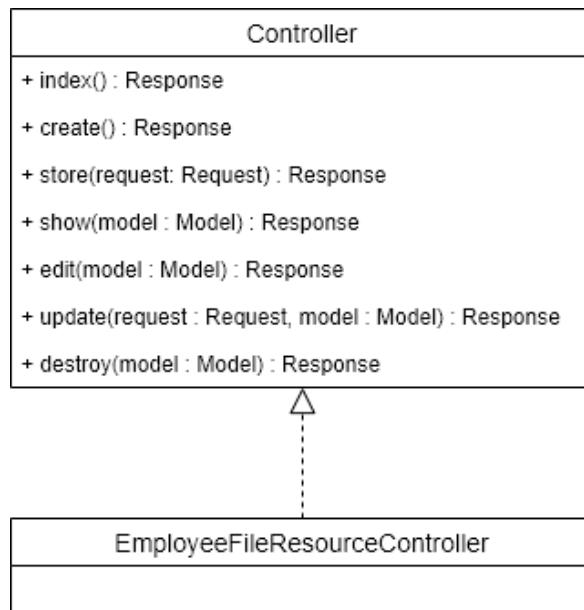 Controller
+ index() : Response
+ create() : Response
+ store(request: Request) : Response
+ show(model : Model) : Response
+ edit(model : Model) : Response
+ update(request : Request, model : Model) : Response
+ destroy(model : Model) : Response
EmployeeFileResourceController